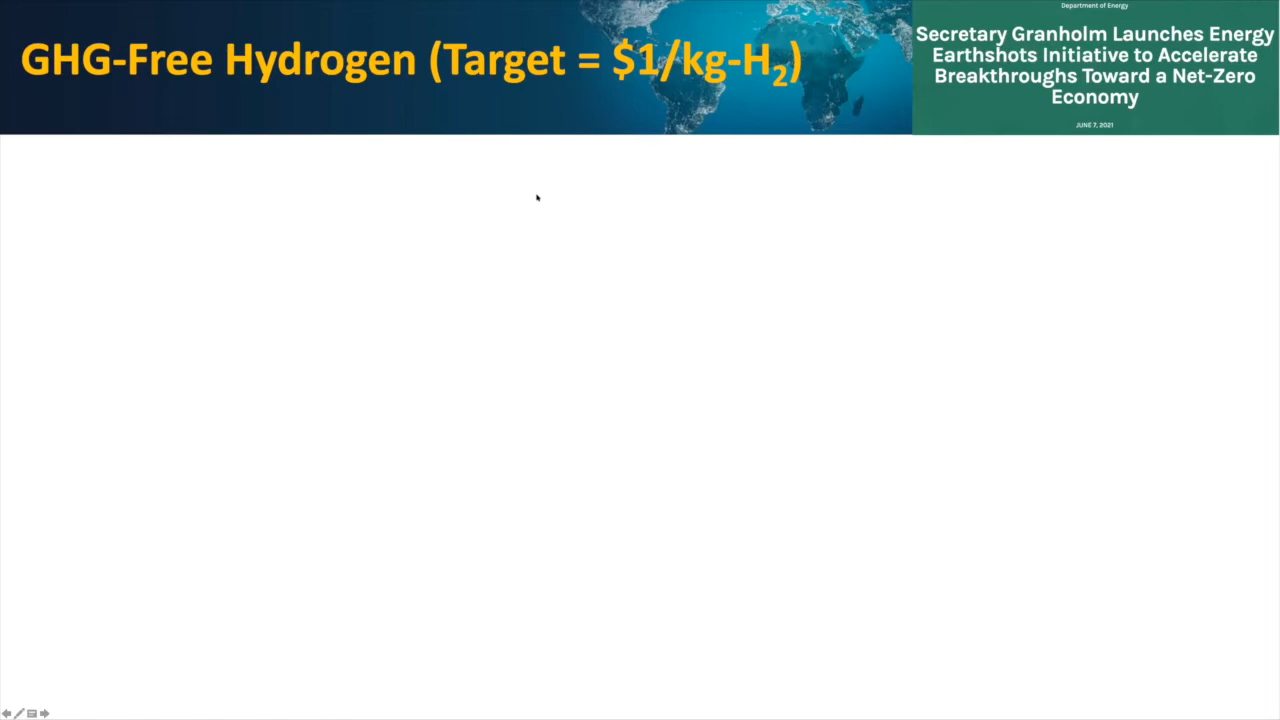 GHG-Free Hydrogen (Target = $1/kg-H₂)
Department of Energy
Secretary Granholm Launches Energy
Earthshots Initiative to Accelerate
Breakthroughs Toward a Net-Zero
Economy
JUNE 7, 2021